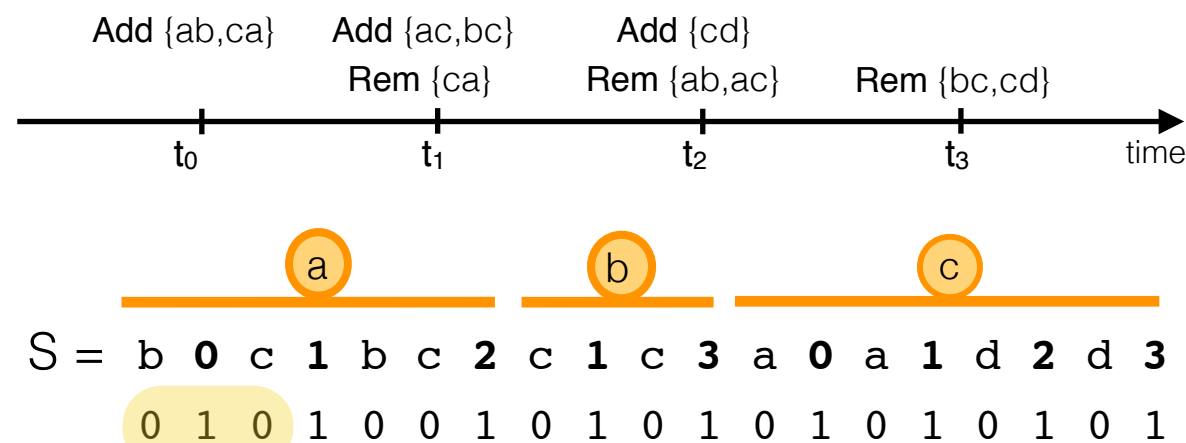 Add {ab,ca} Add {ac,bc} Add {cd}
Rem {ca} Rem {ab,ac} Rem {bc,cd}
t₀ t₁ t₂ t₃ time
a b c
S = b 0 c 1 b c 2 c 1 c 3 a 0 a 1 d 2 d 3
0 1 0 1 0 0 1 0 1 0 1 0 1 0 1 0 1 0 1